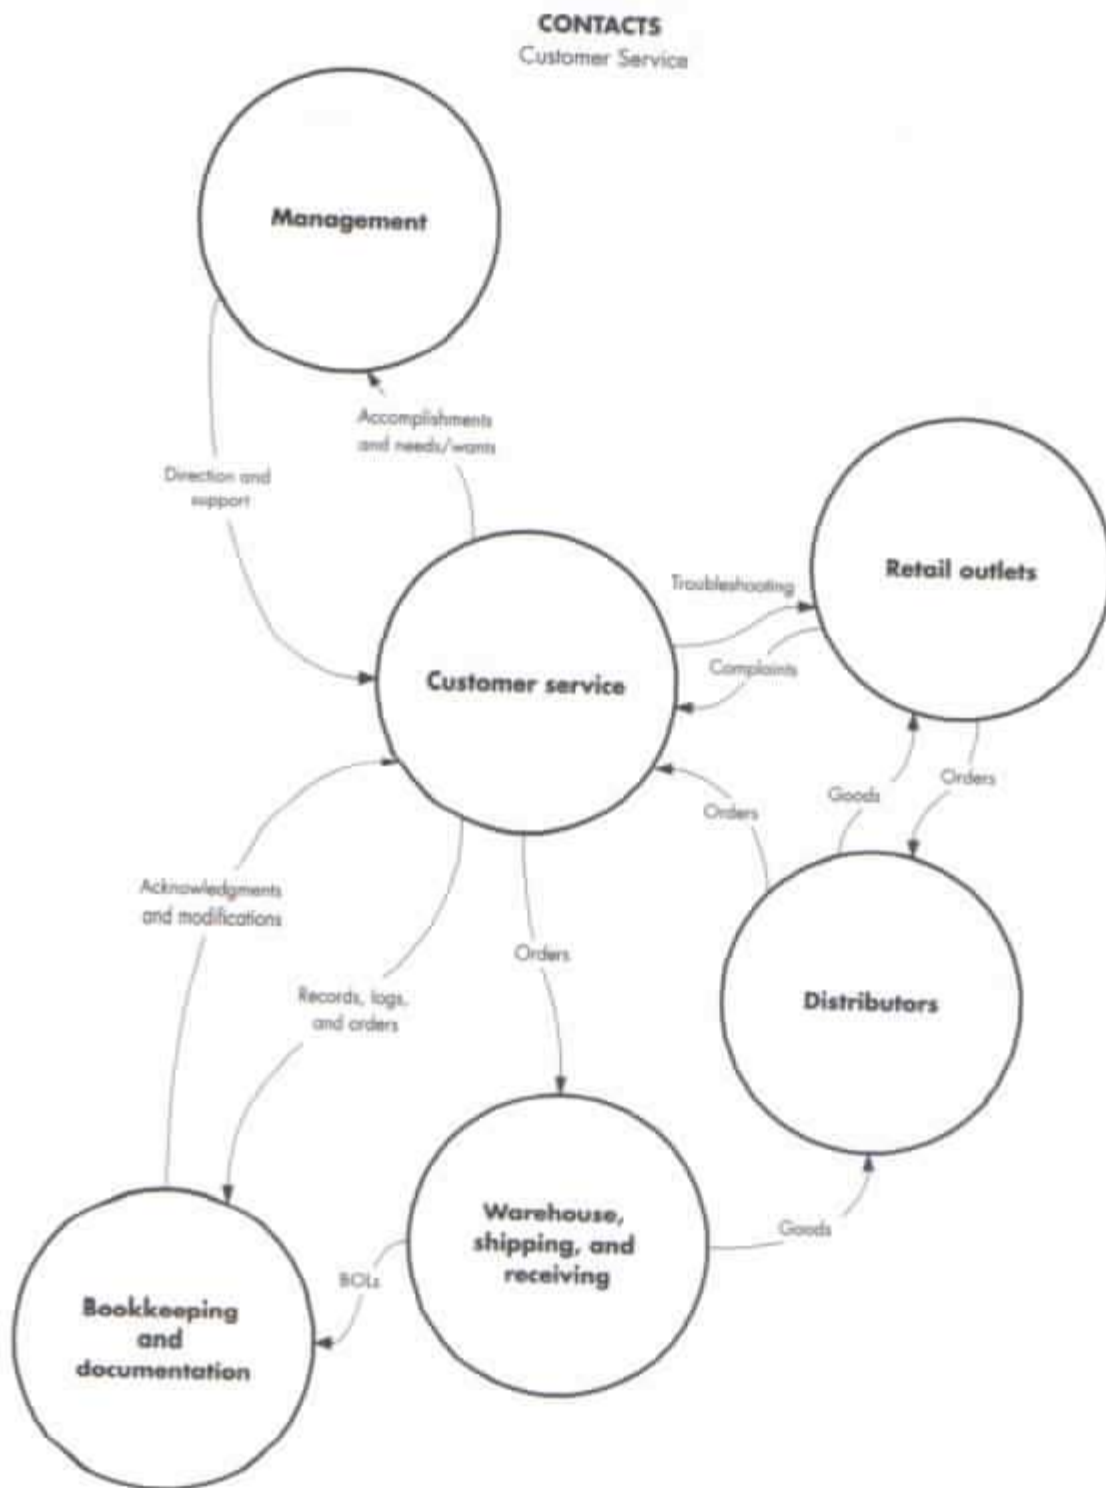 CONTACTS
Customer Service
Management
Accomplishments
and needs/wants
Direction and
support
Retail outlets
Troubleshooting
Complaints
Customer service
Orders
Goods
Orders
Acknowledgments
and modifications
Orders
Records, logs,
and orders
Distributors
Warehouse,
shipping, and
receiving
Goods
BOLs
Bookkeeping
and
documentation